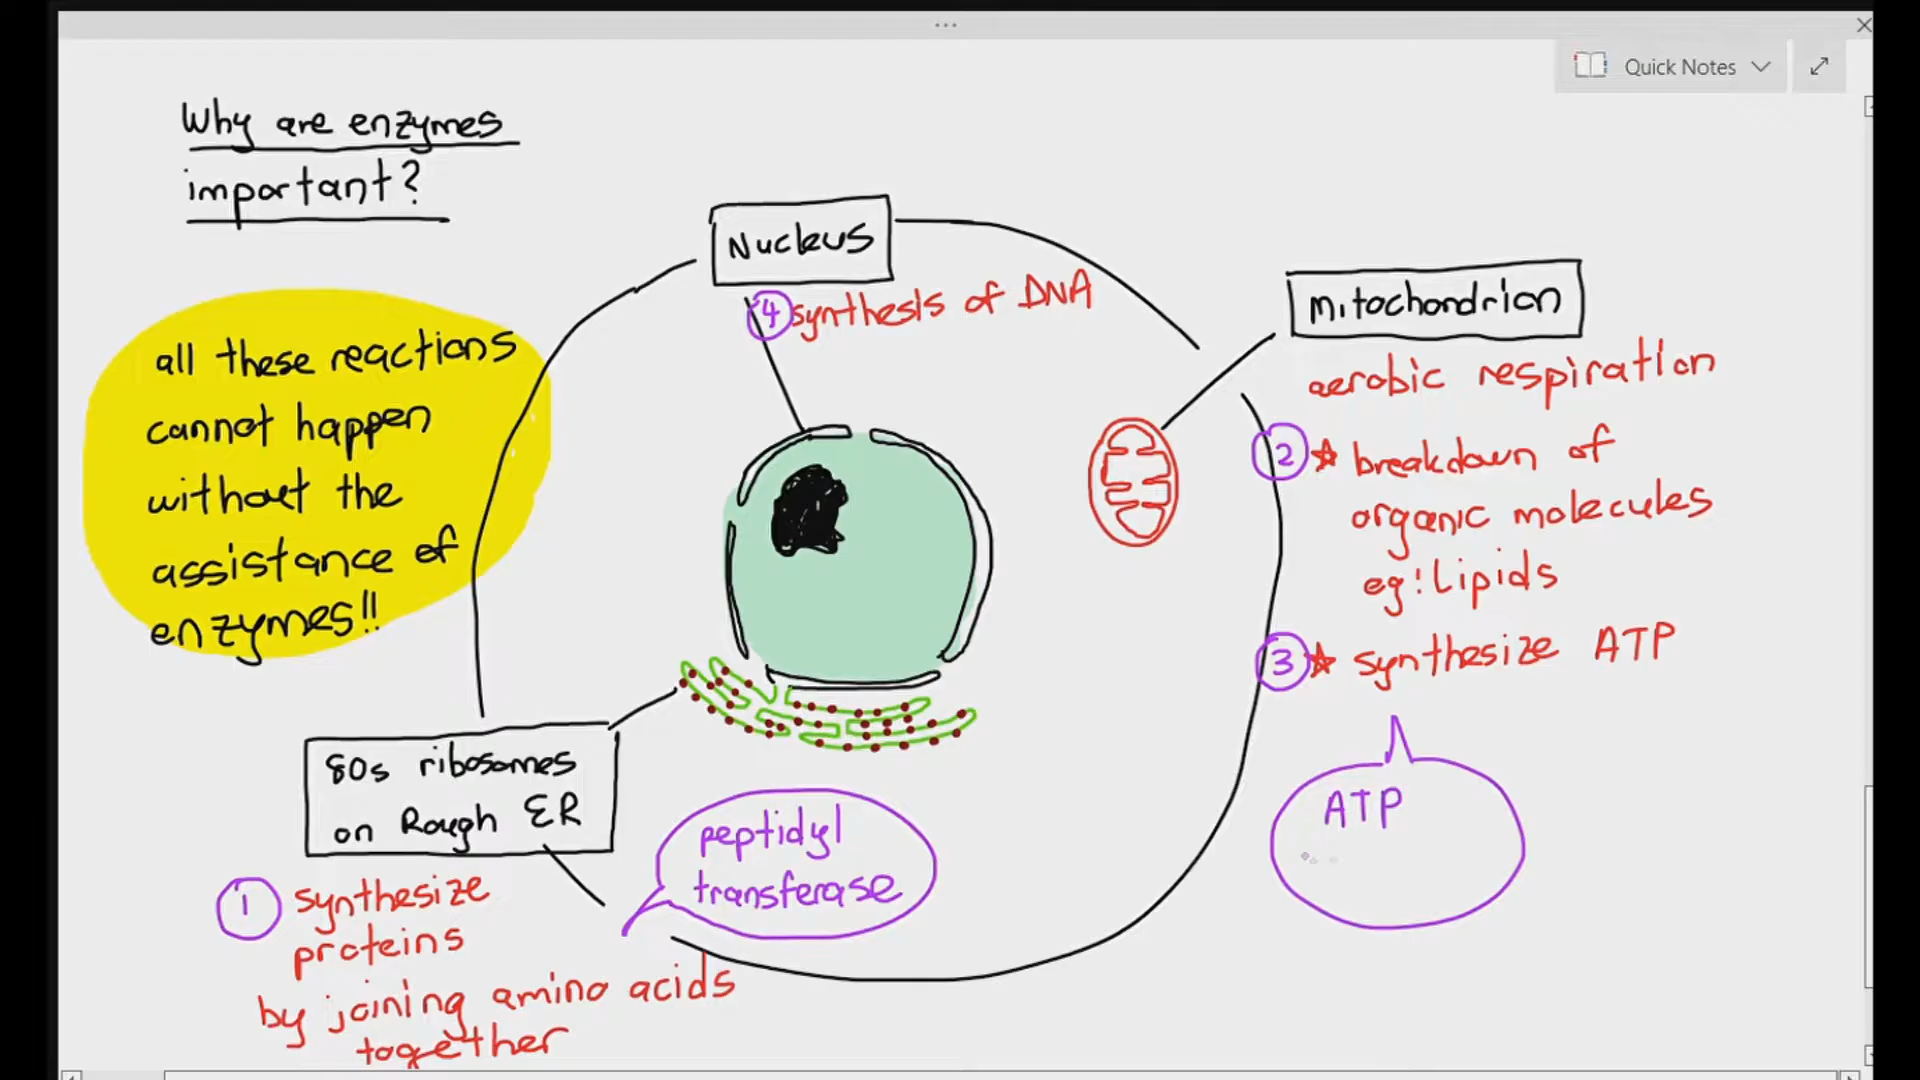 Quick Notes
Why are enzymes
important?
Nucleus
④ synthesis of DNA
Mitochondrian
aerobic respiration
② ★ breakdown of
organic molecules
eg: Lipids
③ ★ synthesize ATP
ATP
all these reactions
cannot happen
without the
assistance of
enzymes!!
80s ribosomes
on Rough ER
① synthesize
proteins
by joining amino acids
together
peptidyl
transferase